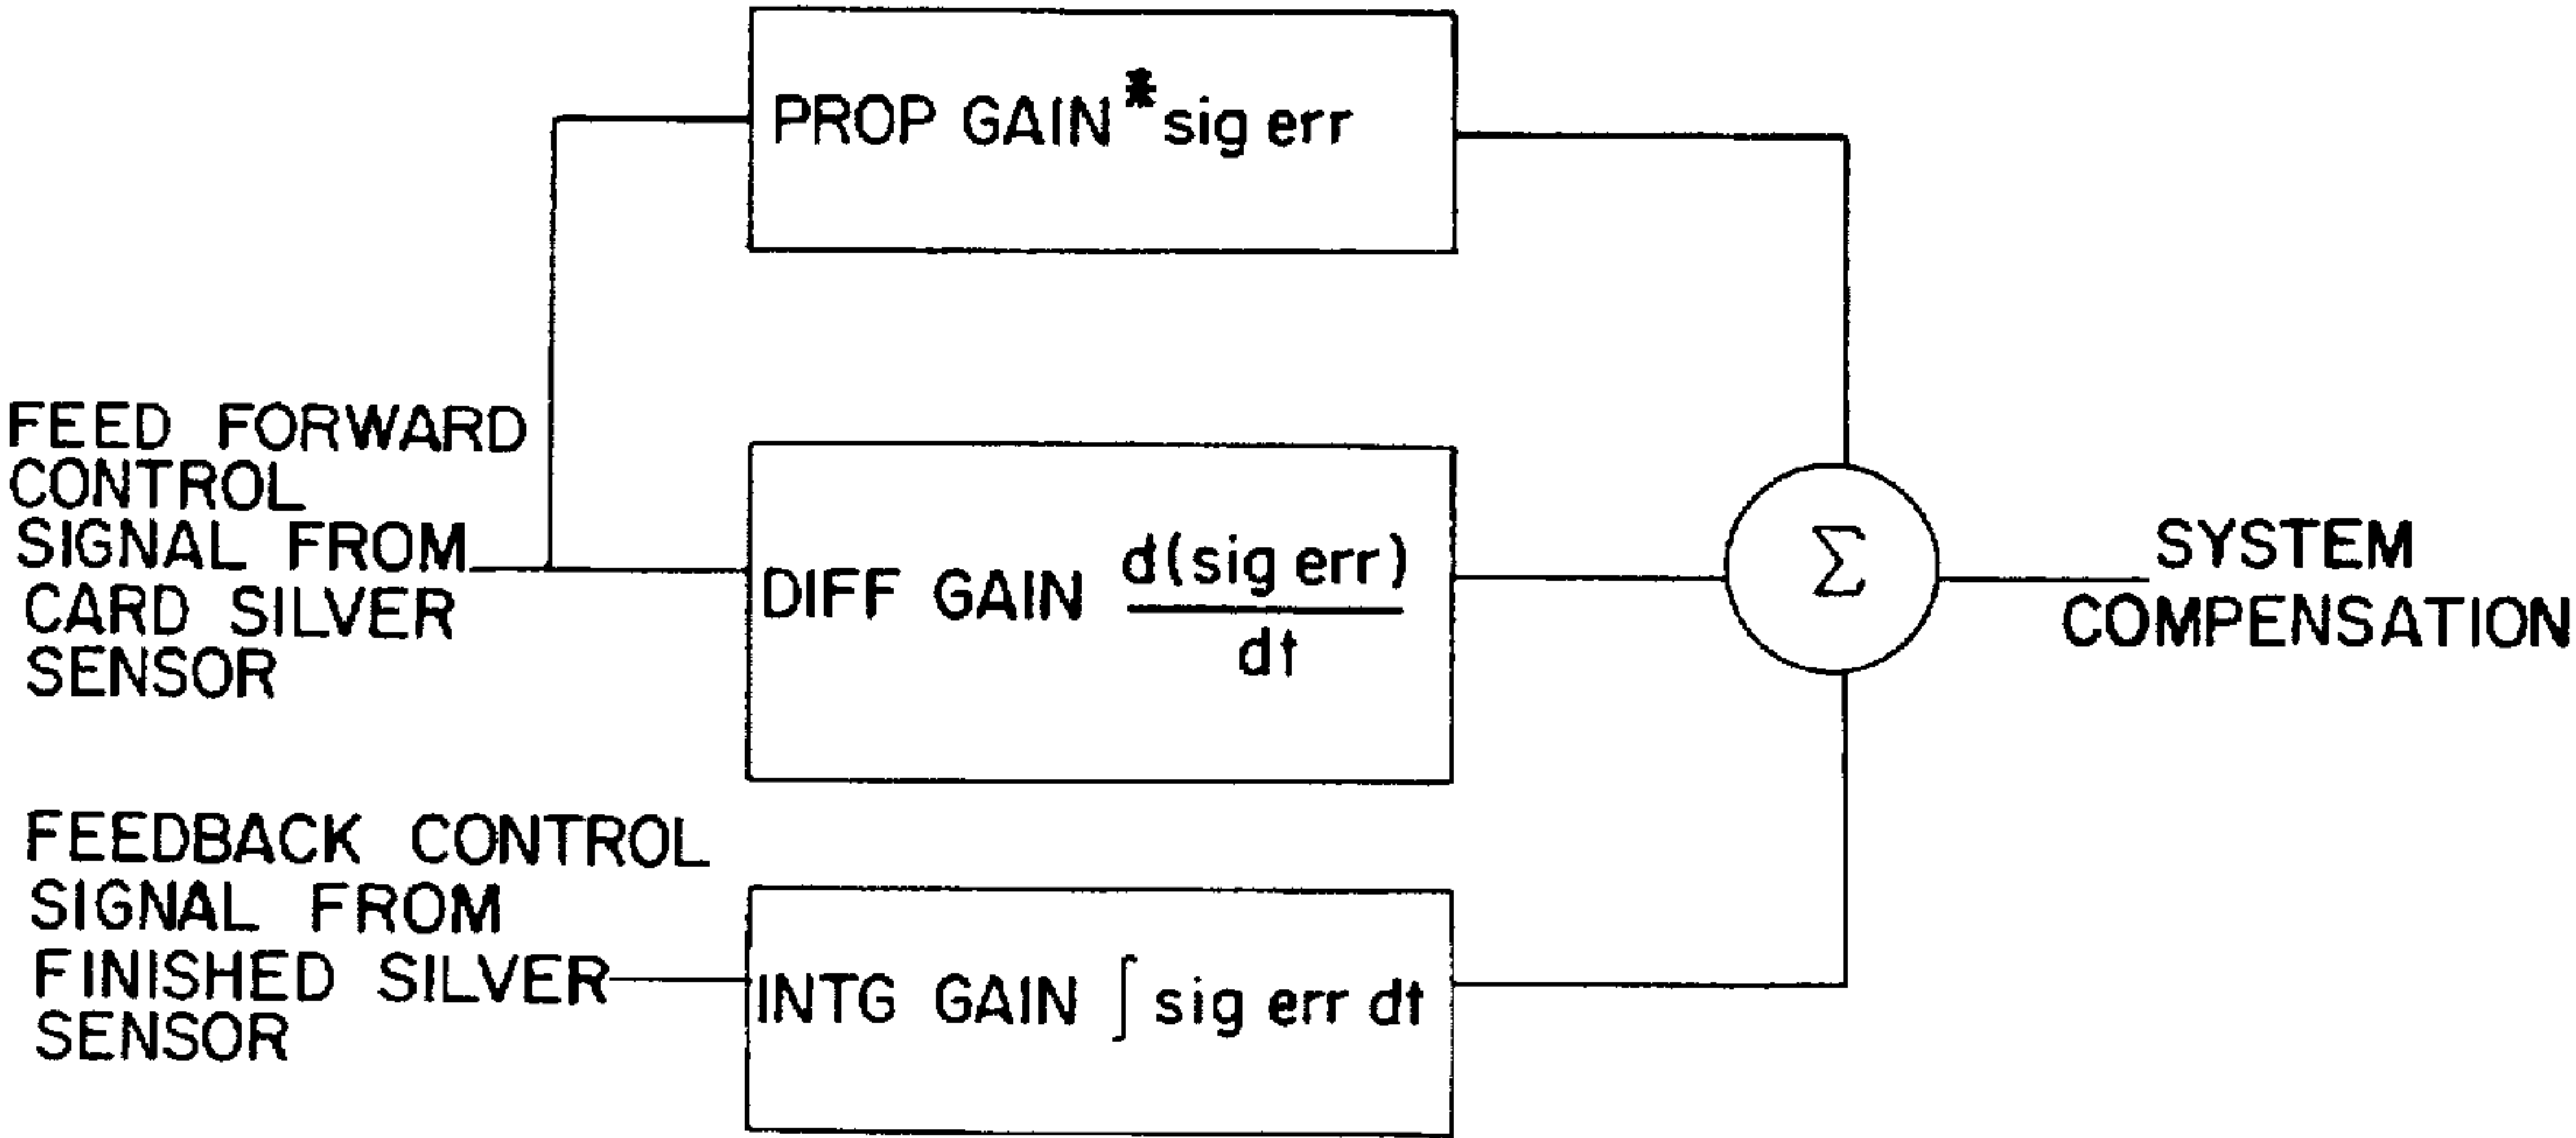 PROP GAIN * sig err
FEED FORWARD
CONTROL
SIGNAL FROM
CARD SILVER
SENSOR
DIFF GAIN d(sig err)
dt
Σ
SYSTEM
COMPENSATION
FEEDBACK CONTROL
SIGNAL FROM
FINISHED SILVER
SENSOR
INTG GAIN ∫ sig err dt